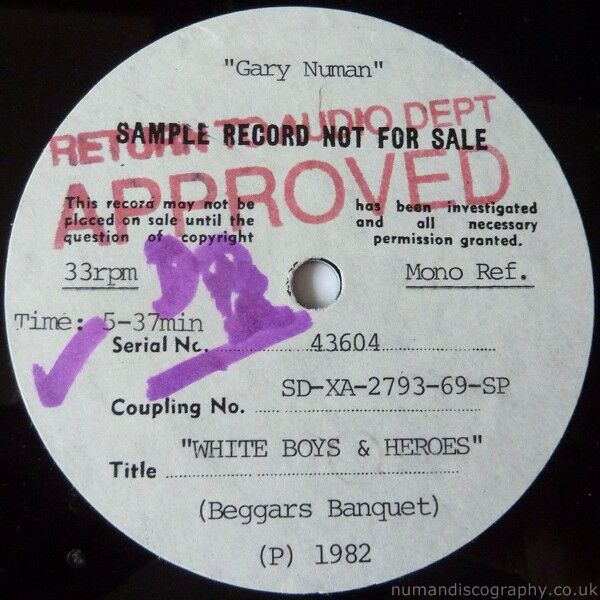 "Gary Numan"
RETURN TO AUDIO DEPT
SAMPLE RECORD NOT FOR SALE
APPROVED
This record may not be
placed on sale until the
question of copyright
has been investigated
and all necessary
permission granted.
33rpm
Mono Ref.
Time: 5-37min
Serial No. 43604
Coupling No. SD-XA-2793-69-SP
"WHITE BOYS & HEROES"
Title
(Beggars Banquet)
(P) 1982
numandiscography.co.uk